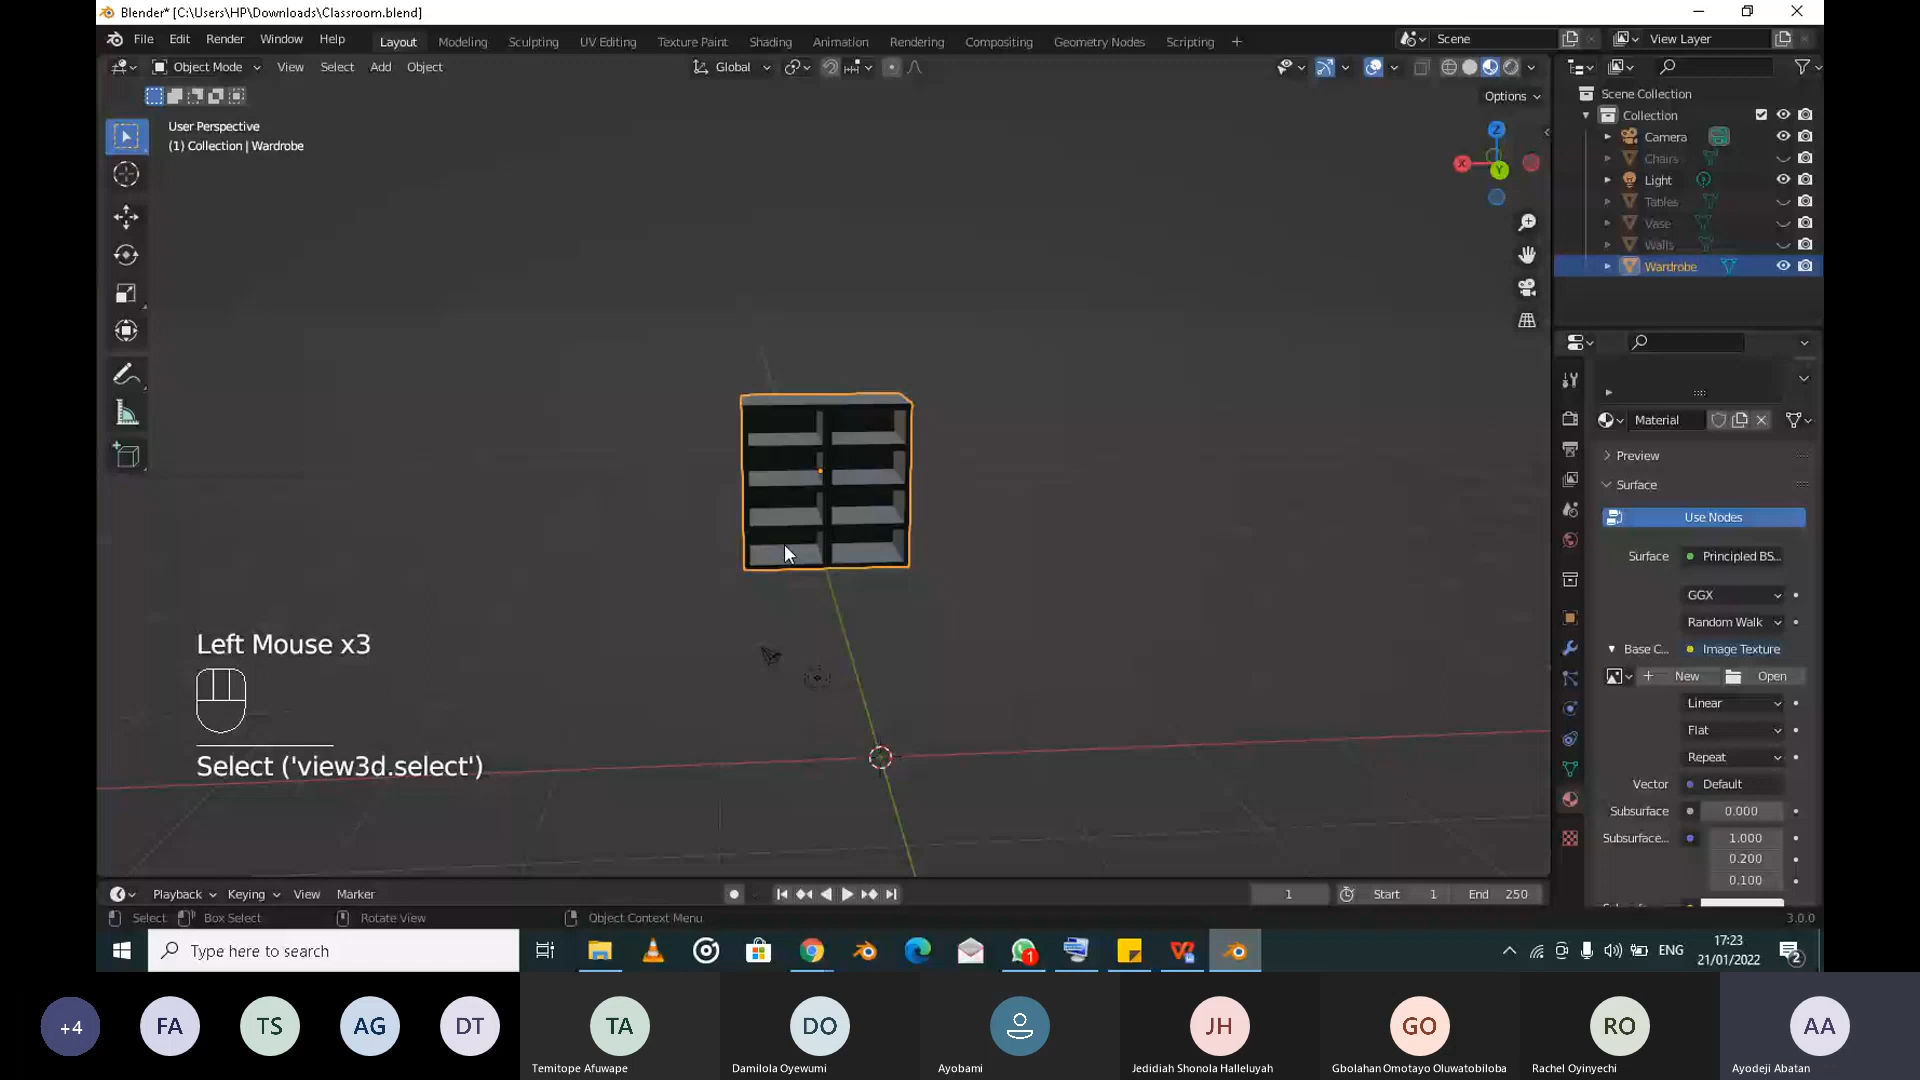 Blender* [C:\Users\HP\Downloads\Classroom.blend]
File Edit Render Window Help Layout Modeling Sculpting UV Editing Texture Paint Shading Animation Rendering Compositing Geometry Nodes Scripting + Scene View Layer
Object Mode View Select Add Object Global
Options
User Perspective
(1) Collection | Wardrobe
Z
X
Y
Scene Collection
Collection
Camera
Chairs
Light
Tables
Vase
Walls
Wardrobe
Material
Preview
Surface
Use Nodes
Surface Principled BS...
GGX
Random Walk
Base C... Image Texture
New Open
Linear
Flat
Repeat
Vector Default
Subsurface 0.000
Subsurface... 1.000
0.200
0.100
Left Mouse x3
Select ('view3d.select')
Playback Keying View Marker 1 Start 1 End 250
Select Box Select Rotate View Object Context Menu 3.0.0
Type here to search
1
ENG
17:23
21/01/2022
2
+4 FA TS AG DT TA DO JH GO RO AA
Temitope Afuwape Damilola Oyewumi Ayobami Jedidiah Shonola Halleluyah Gbolahan Omotayo Oluwatobiloba Rachel Oyinyechi Ayodeji Abatan